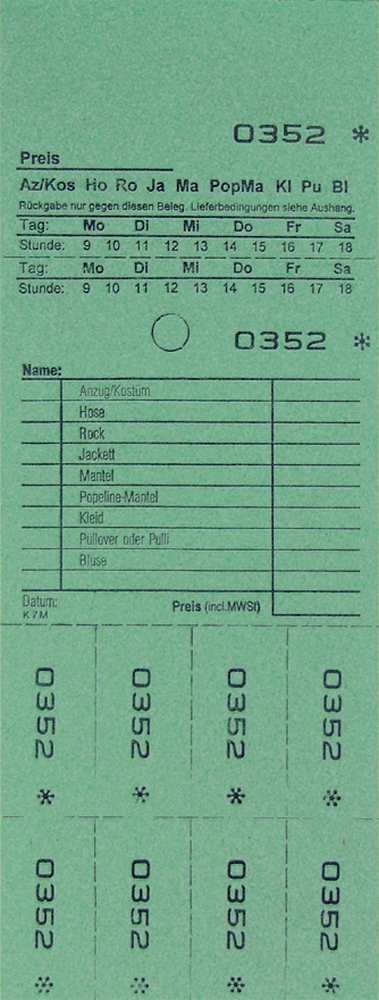 0352 *
Preis
Az/Kos Ho Ro Ja Ma PopMa Kl Pu Bl
Rückgabe nur gegen diesen Beleg. Lieferbedingungen siehe Aushang.
Tag: Mo Di Mi Do Fr Sa
Stunde: 9 10 11 12 13 14 15 16 17 18
Tag: Mo Di Mi Do Fr Sa
Stunde: 9 10 11 12 13 14 15 16 17 18
0352 *
Name:
Anzug/Kostüm
Hose
Rock
Jackett
Mantel
Popeline-Mantel
Kleid
Pullover oder Pulli
Bluse
Datum: Preis (incl.MWSt)
K 7 M
0352 * 0352 * 0352 * 0352 *
0352 * 0352 * 0352 * 0352 *